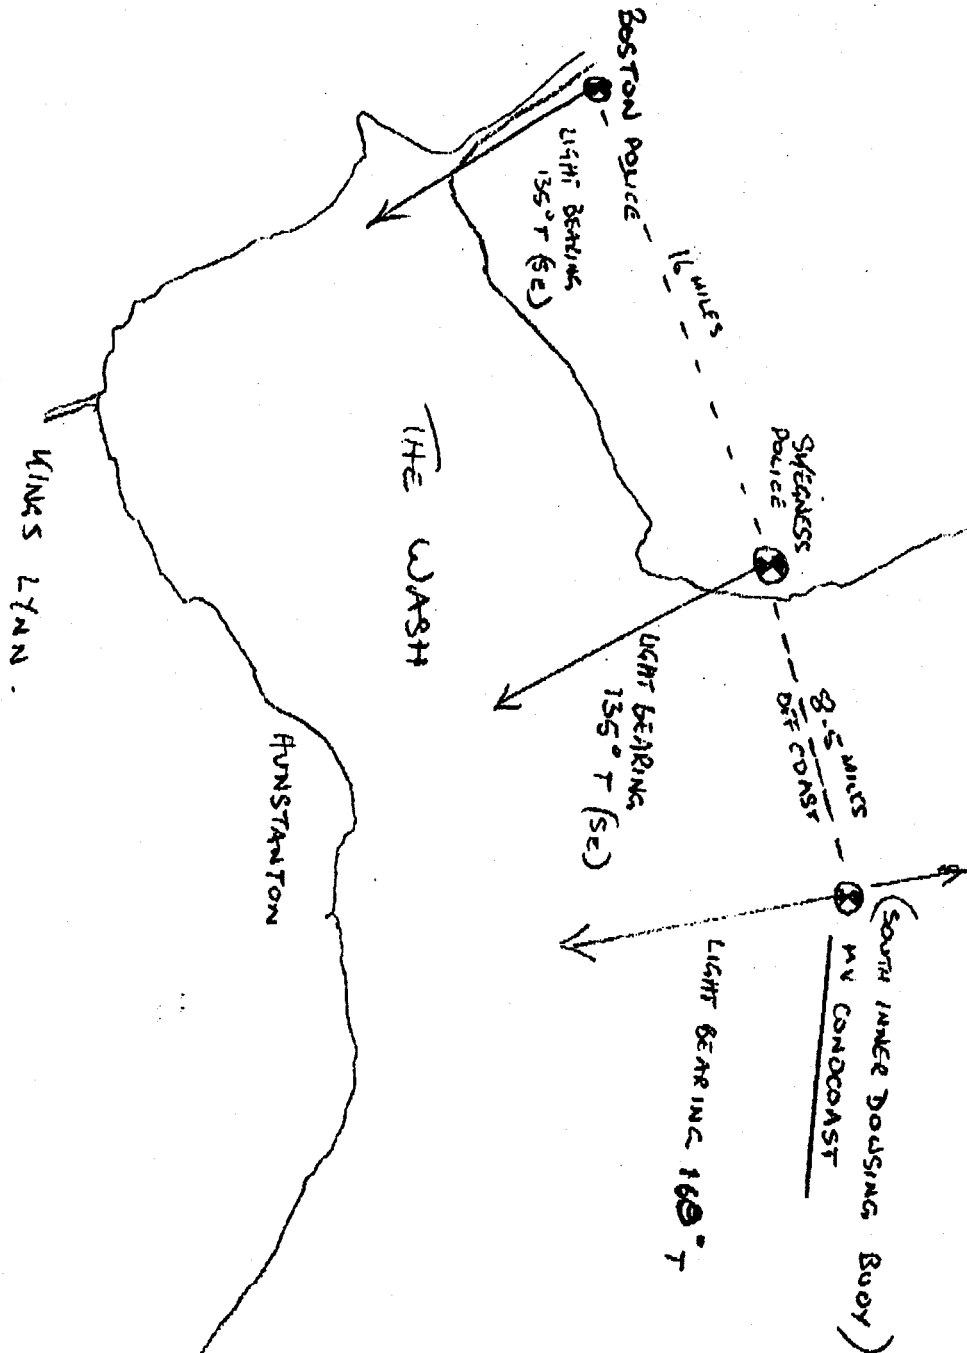 BOSTON POLICE
16 MILES
SKEGNESS
POLICE
8.5 MILES
OFF COAST
(SOUTH INNER DOWSING BUOY)
MV CONOCOAST
LIGHT BEARING
135° T (SE)
LIGHT BEARING
135° T (SE)
LIGHT BEARING 160° T
THE WASH
HUNSTANTON
KINGS LYNN.